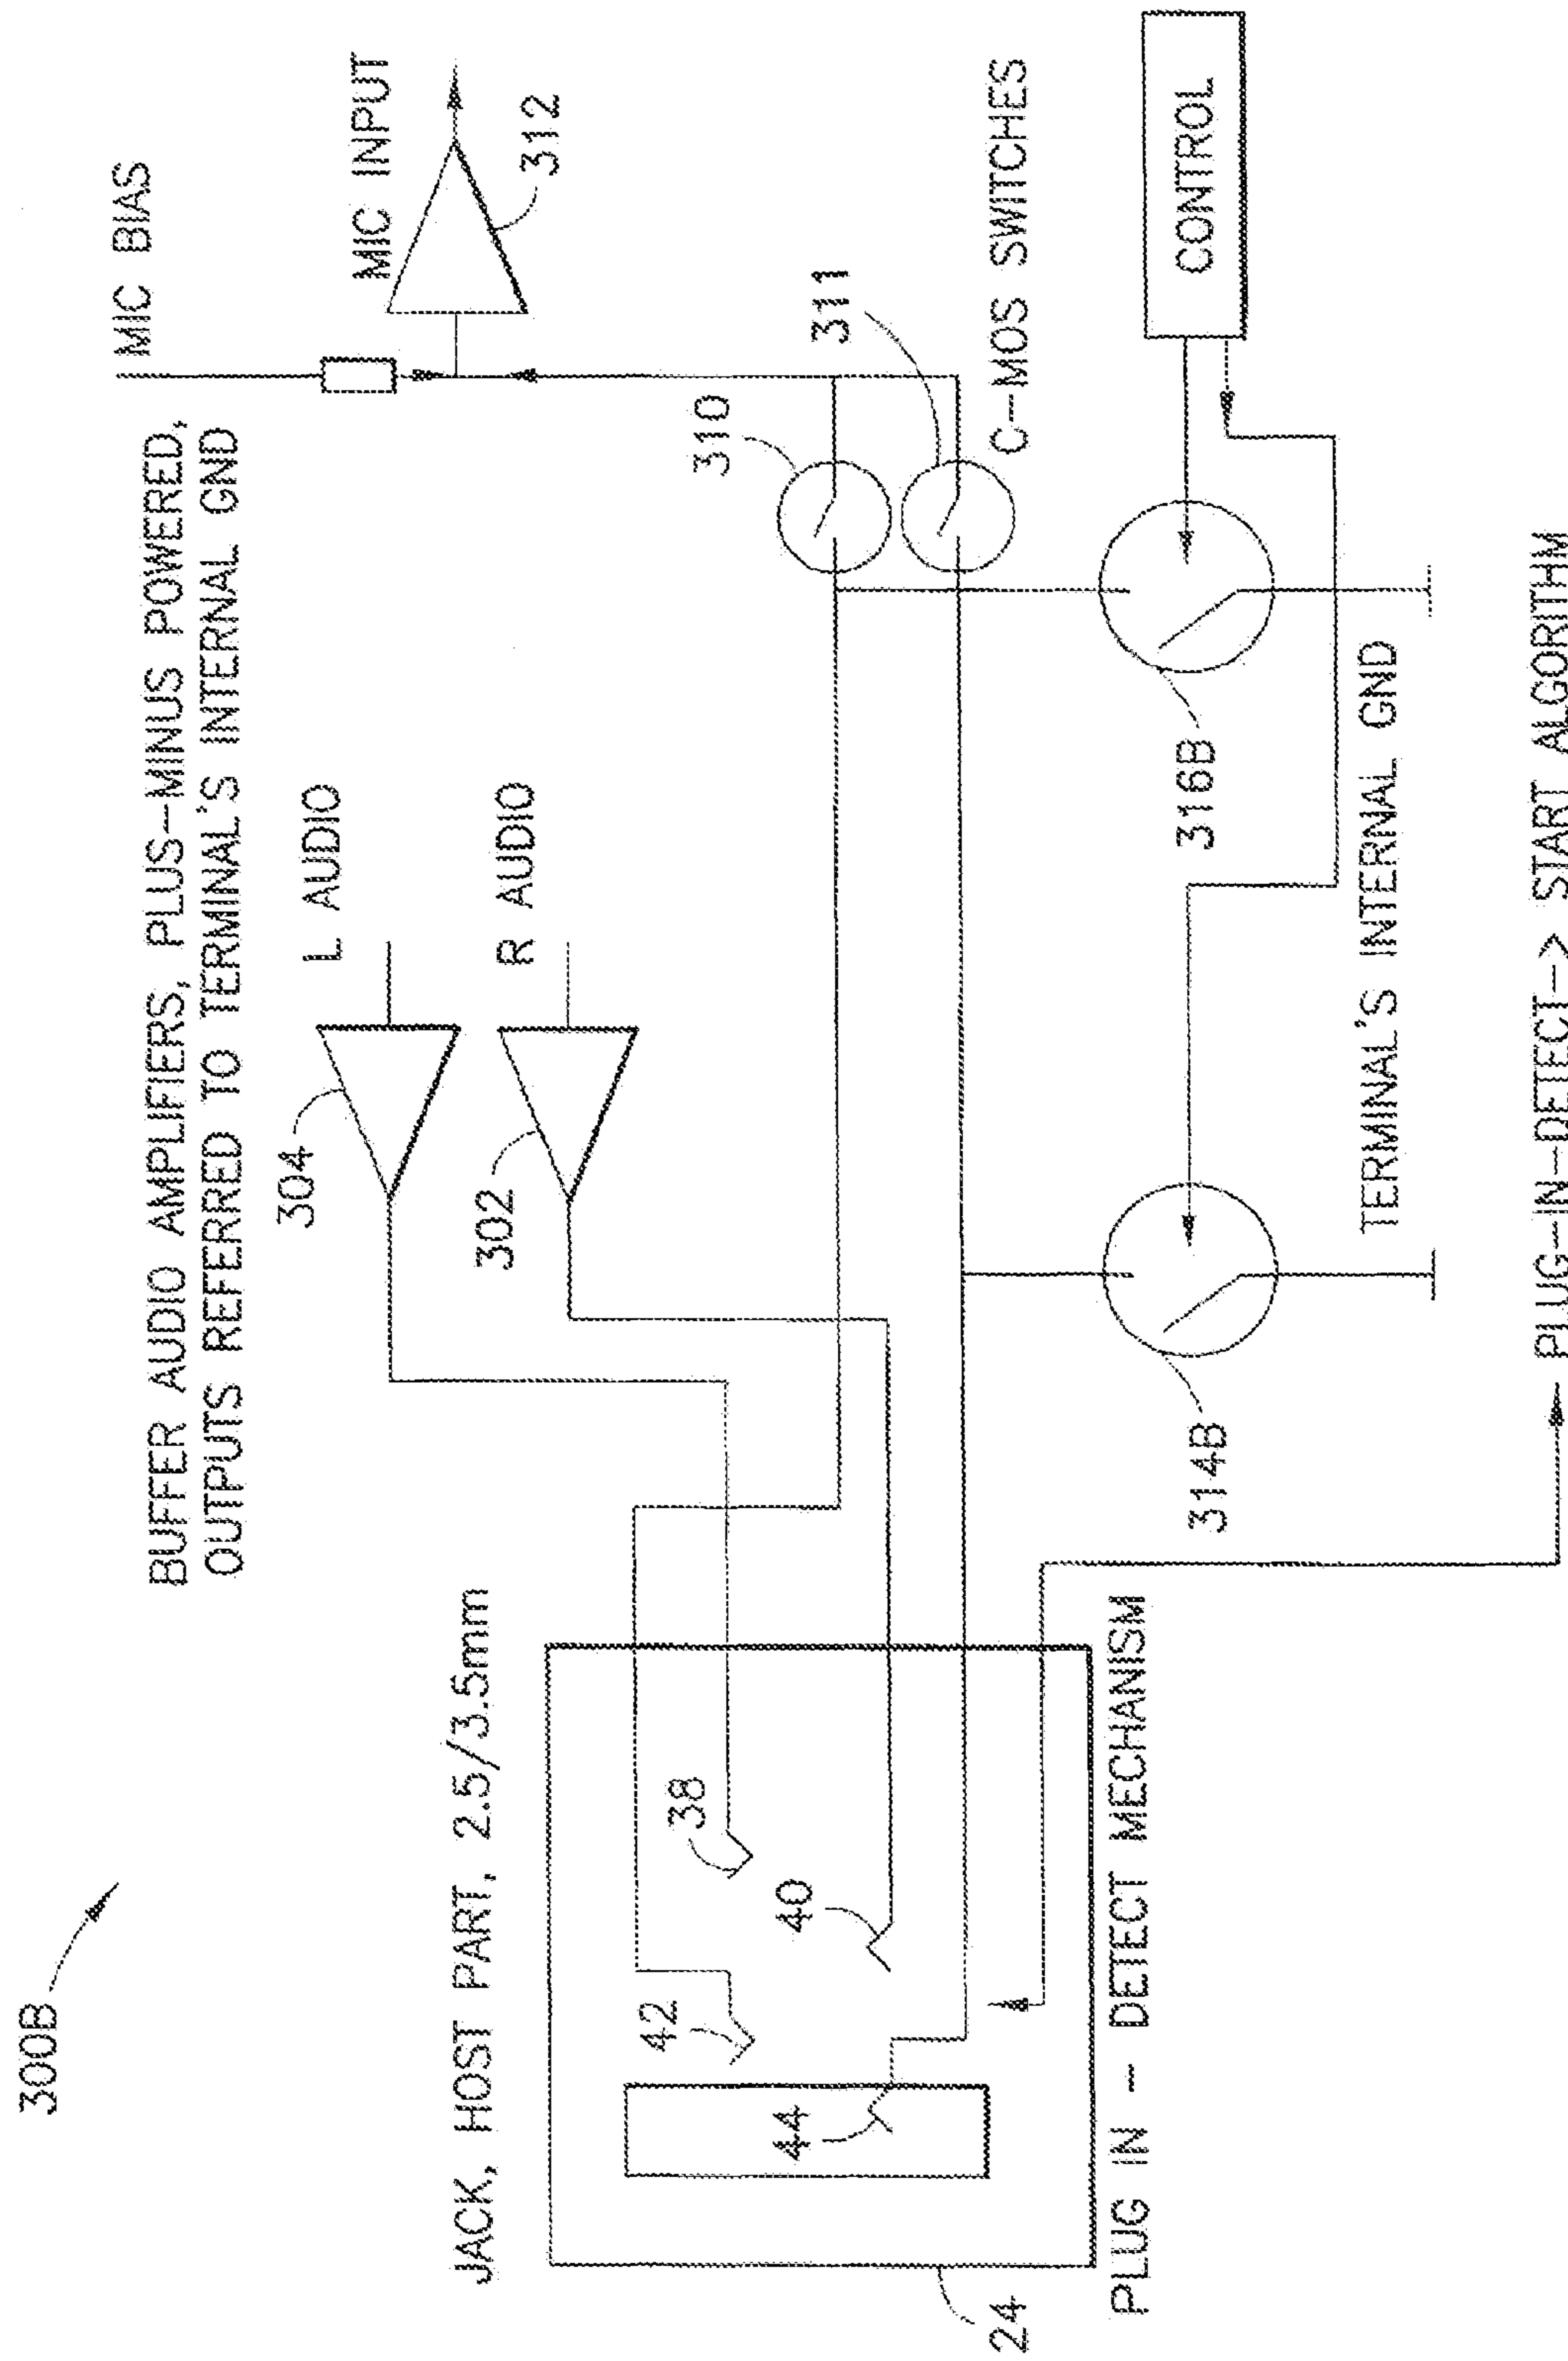 300B
BUFFER AUDIO AMPLIFIERS, PLUS-MINUS POWERED,
OUTPUTS REFERRED TO TERMINAL'S INTERNAL GND
MIC BIAS
MIC INPUT
312
304
L AUDIO
302
R AUDIO
310
311
C-MOS SWITCHES
JACK, HOST PART, 2.5/3.5mm
42
38
44
40
24
PLUG IN - DETECT MECHANISM
314B
316B
CONTROL
TERMINAL'S INTERNAL GND
PLUG-IN-DETECT-> START ALGORITHM